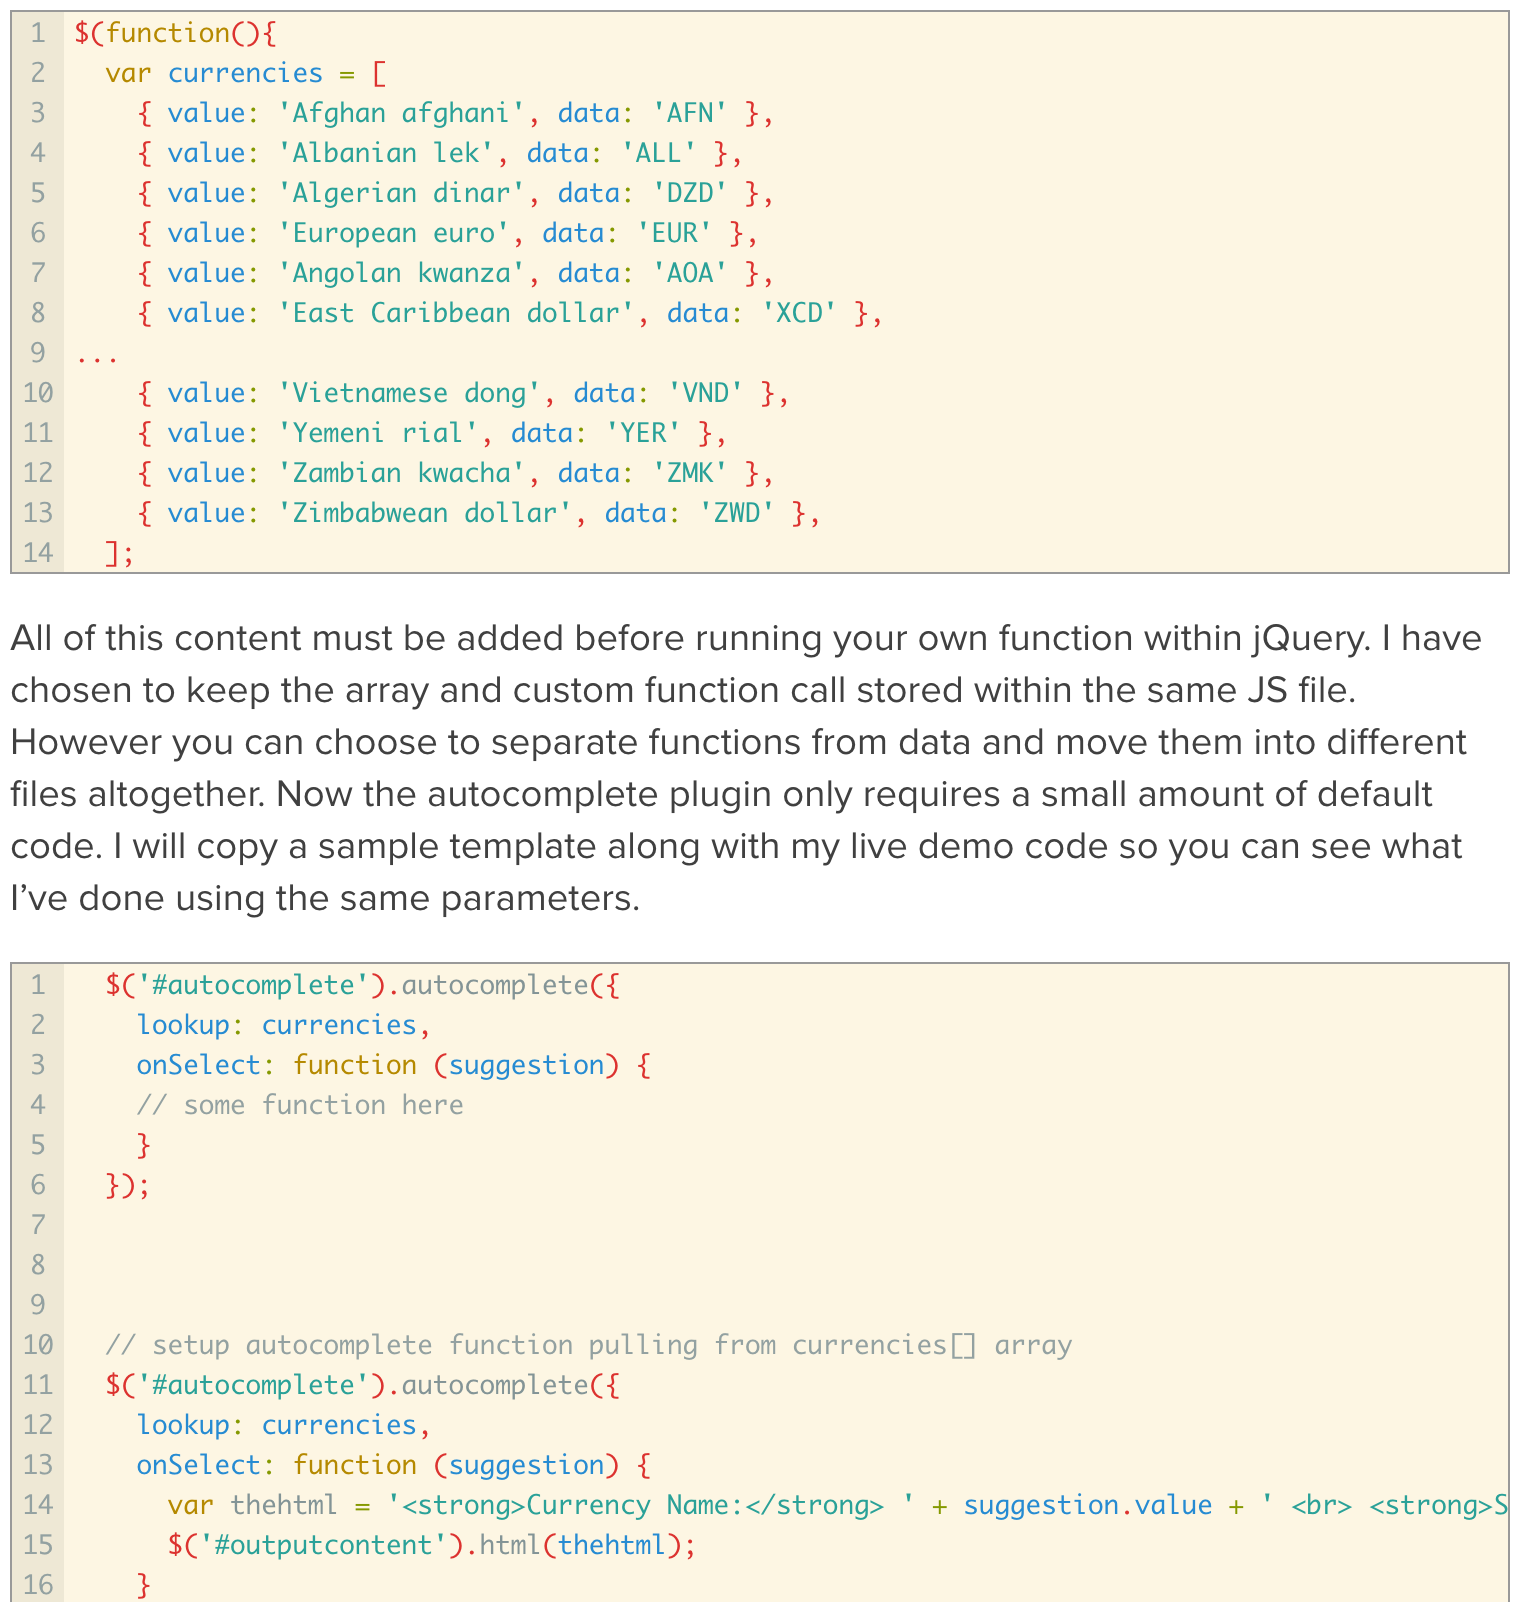 1 $(function(){
2 var currencies = [
3 { value: 'Afghan afghani', data: 'AFN' },
4 { value: 'Albanian lek', data: 'ALL' },
5 { value: 'Algerian dinar', data: 'DZD' },
6 { value: 'European euro', data: 'EUR' },
7 { value: 'Angolan kwanza', data: 'AOA' },
8 { value: 'East Caribbean dollar', data: 'XCD' },
9 ...
10 { value: 'Vietnamese dong', data: 'VND' },
11 { value: 'Yemeni rial', data: 'YER' },
12 { value: 'Zambian kwacha', data: 'ZMK' },
13 { value: 'Zimbabwean dollar', data: 'ZWD' },
14 ];
All of this content must be added before running your own function within jQuery. I have
chosen to keep the array and custom function call stored within the same JS file.
However you can choose to separate functions from data and move them into different
files altogether. Now the autocomplete plugin only requires a small amount of default
code. I will copy a sample template along with my live demo code so you can see what
I’ve done using the same parameters.
1 $('#autocomplete').autocomplete({
2 lookup: currencies,
3 onSelect: function (suggestion) {
4 // some function here
5 }
6 });
7
8
9
10 // setup autocomplete function pulling from currencies[] array
11 $('#autocomplete').autocomplete({
12 lookup: currencies,
13 onSelect: function (suggestion) {
14 var thehtml = '<strong>Currency Name:</strong> ' + suggestion.value + ' <br> <strong>S
15 $('#outputcontent').html(thehtml);
16 }